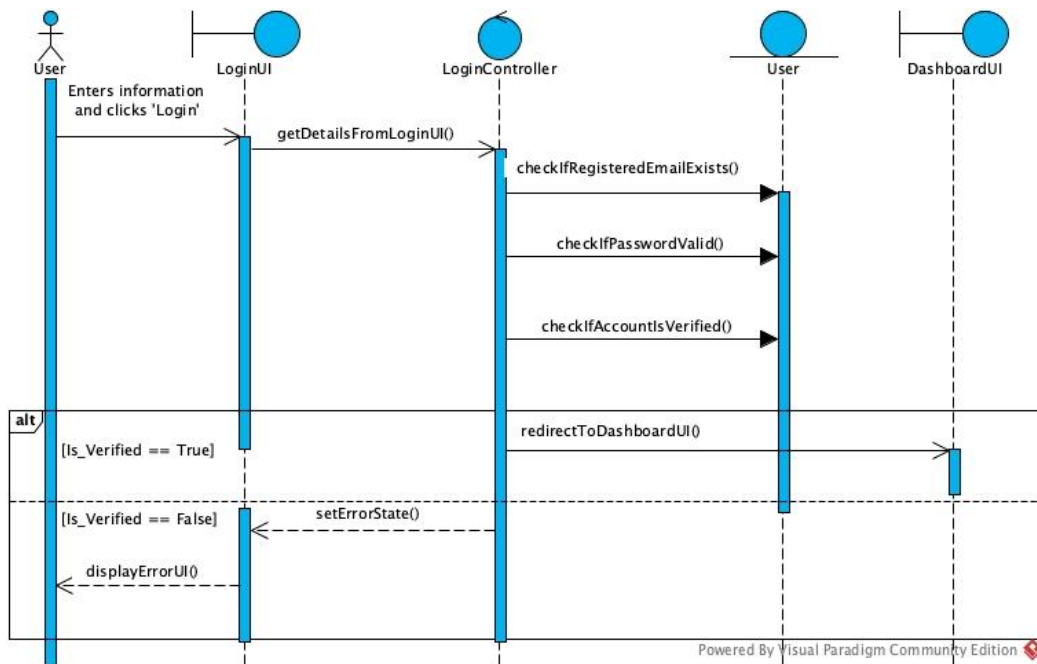 User
LoginUI
LoginController
User
DashboardUI
Enters information
and clicks 'Login'
getDetailsFromLoginUI()
checkIfRegisteredEmailExists()
checkIfPasswordValid()
checkIfAccountIsVerified()
alt
redirectToDashboardUI()
[Is_Verified == True]
[Is_Verified == False]
setErrorState()
displayErrorUI()
Powered By Visual Paradigm Community Edition